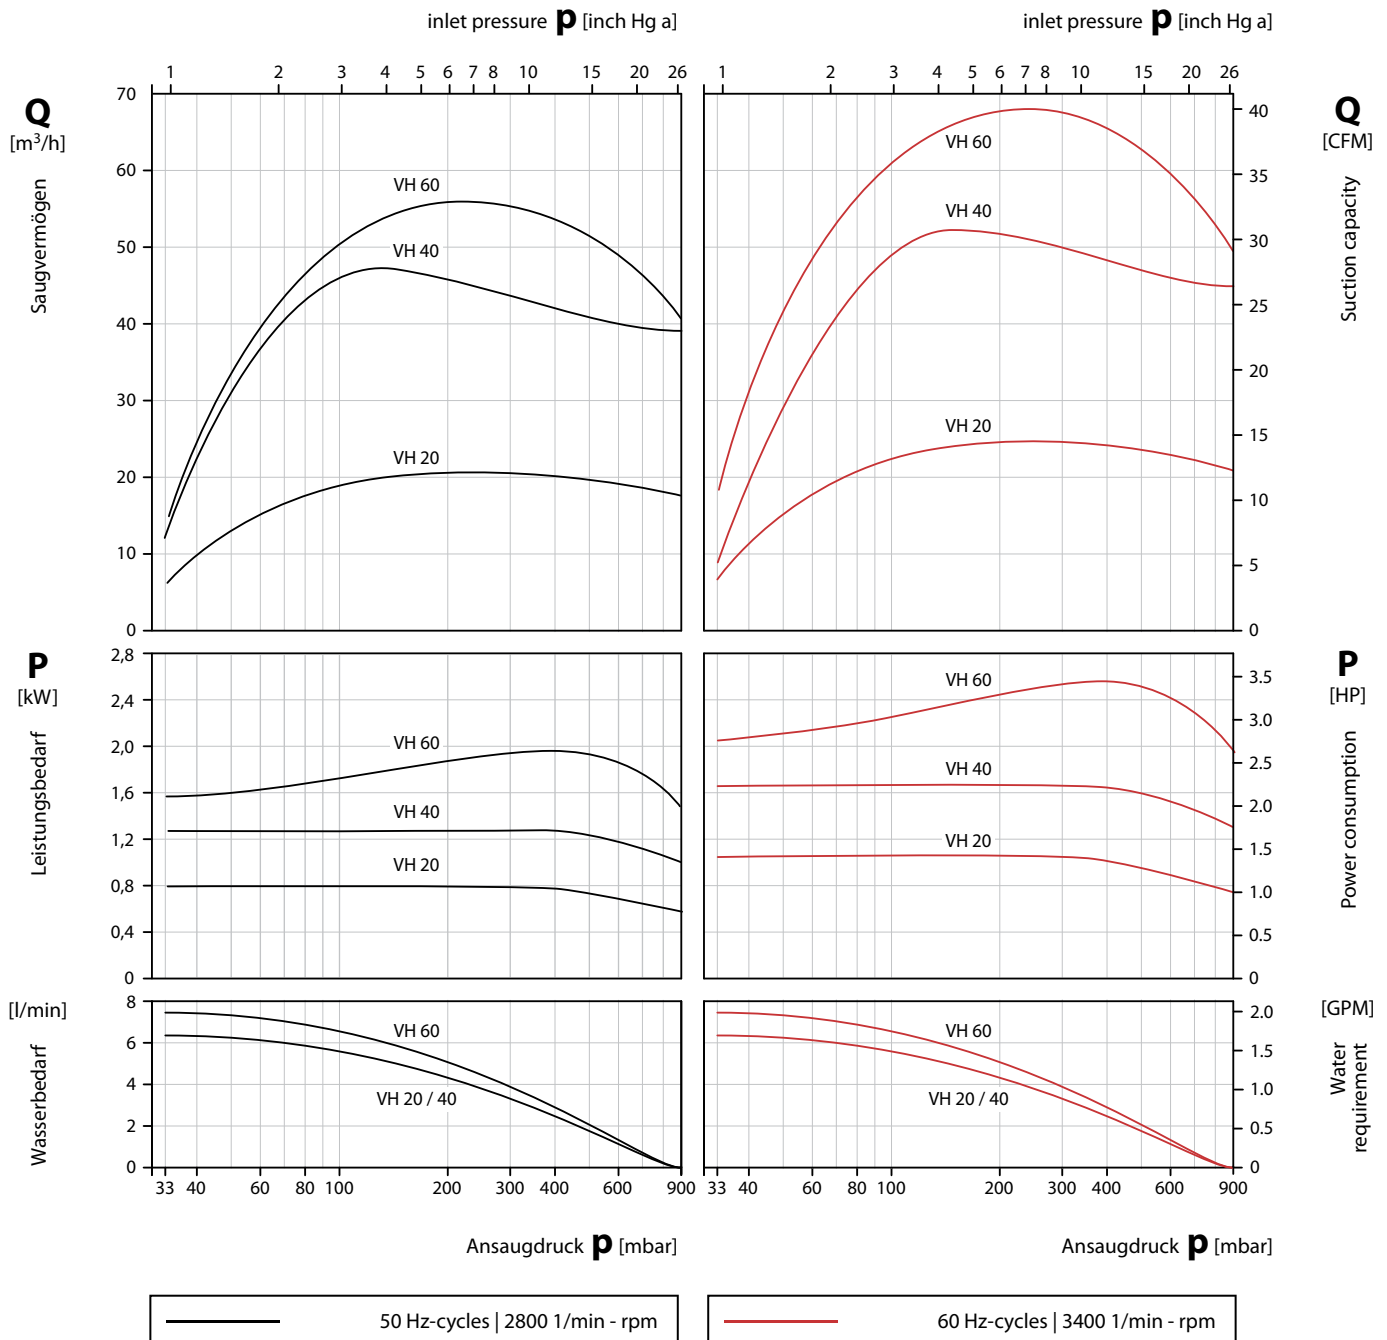 inlet pressure p [inch Hg a] inlet pressure p [inch Hg a]
1 2 3 4 5 6 7 8 10 15 20 26 1 2 3 4 5 6 7 8 10 15 20 26
Q
[m³/h]
Saugvermögen
70
60
50
40
30
20
10
0
VH 60
VH 40
VH 20
VH 60
VH 40
VH 20
40
35
30
25
20
15
10
5
0
Q
[CFM]
Suction capacity
P
[kW]
Leistungsbedarf
2,8
2,4
2,0
1,6
1,2
0,8
0,4
0
VH 60
VH 40
VH 20
VH 60
VH 40
VH 20
3.5
3.0
2.5
2.0
1.5
1.0
0.5
0
P
[HP]
Power consumption
[l/min]
Wasserbedarf
8
6
4
2
0
VH 60
VH 20 / 40
VH 60
VH 20 / 40
2.0
1.5
1.0
0.5
0
[GPM]
Water
requirement
33 40 60 80 100 200 300 400 600 900 33 40 60 80 100 200 300 400 600 900
Ansaugdruck p [mbar] Ansaugdruck p [mbar]
50 Hz-cycles | 2800 1/min - rpm 60 Hz-cycles | 3400 1/min - rpm